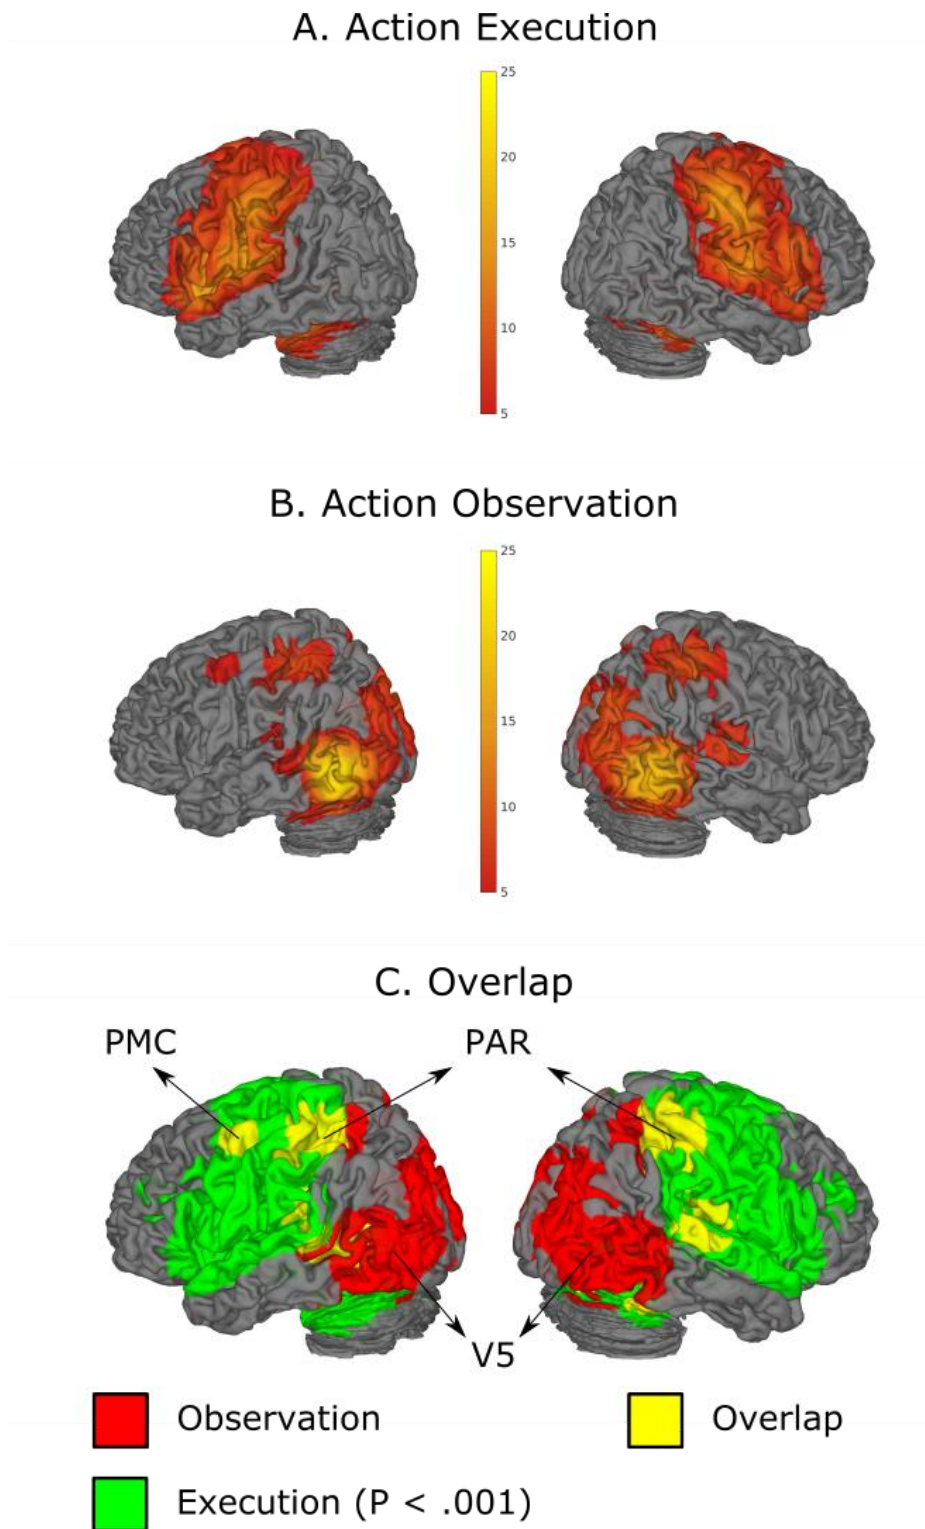 A. Action Execution
25
20
15
10
5
B. Action Observation
25
20
15
10
5
C. Overlap
PMC
PAR
V5
Observation
Overlap
Execution (P < .001)